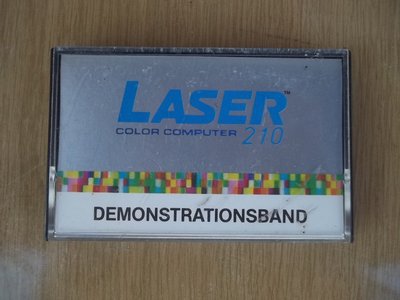 LASER™
COLOR COMPUTER 210
DEMONSTRATIONSBAND